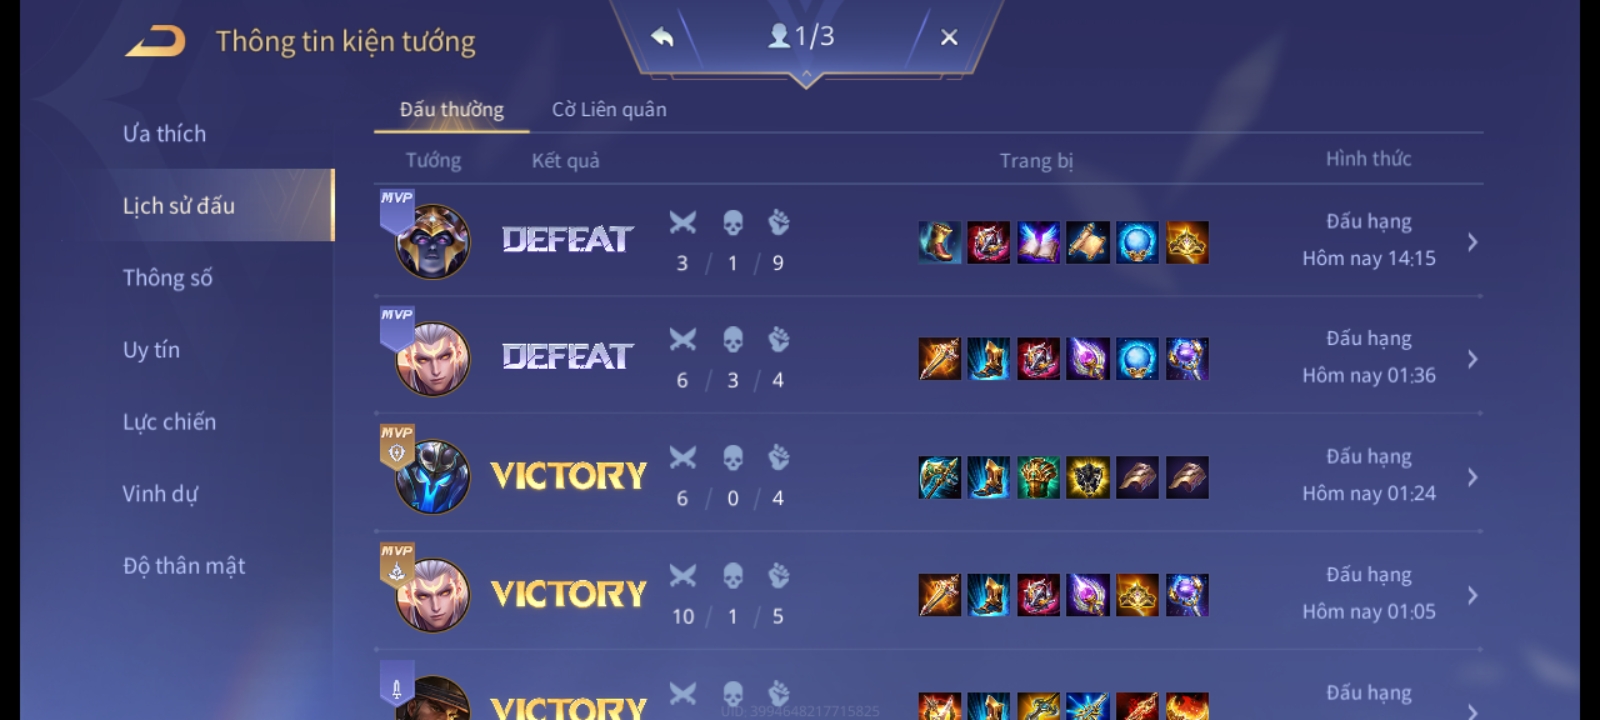 Thông tin kiện tướng
1/3
Ưa thích
Lịch sử đấu
Thông số
Uy tín
Lực chiến
Vinh dự
Độ thân mật
Đấu thường
Cờ Liên quân
Tướng
Kết quả
Trang bị
Hình thức
MVP
DEFEAT
3 / 1 / 9
Đấu hạng
Hôm nay 14:15
MVP
DEFEAT
6 / 3 / 4
Đấu hạng
Hôm nay 01:36
MVP
VICTORY
6 / 0 / 4
Đấu hạng
Hôm nay 01:24
MVP
VICTORY
10 / 1 / 5
Đấu hạng
Hôm nay 01:05
VICTORY
Đấu hạng
UID: 3994648217715825